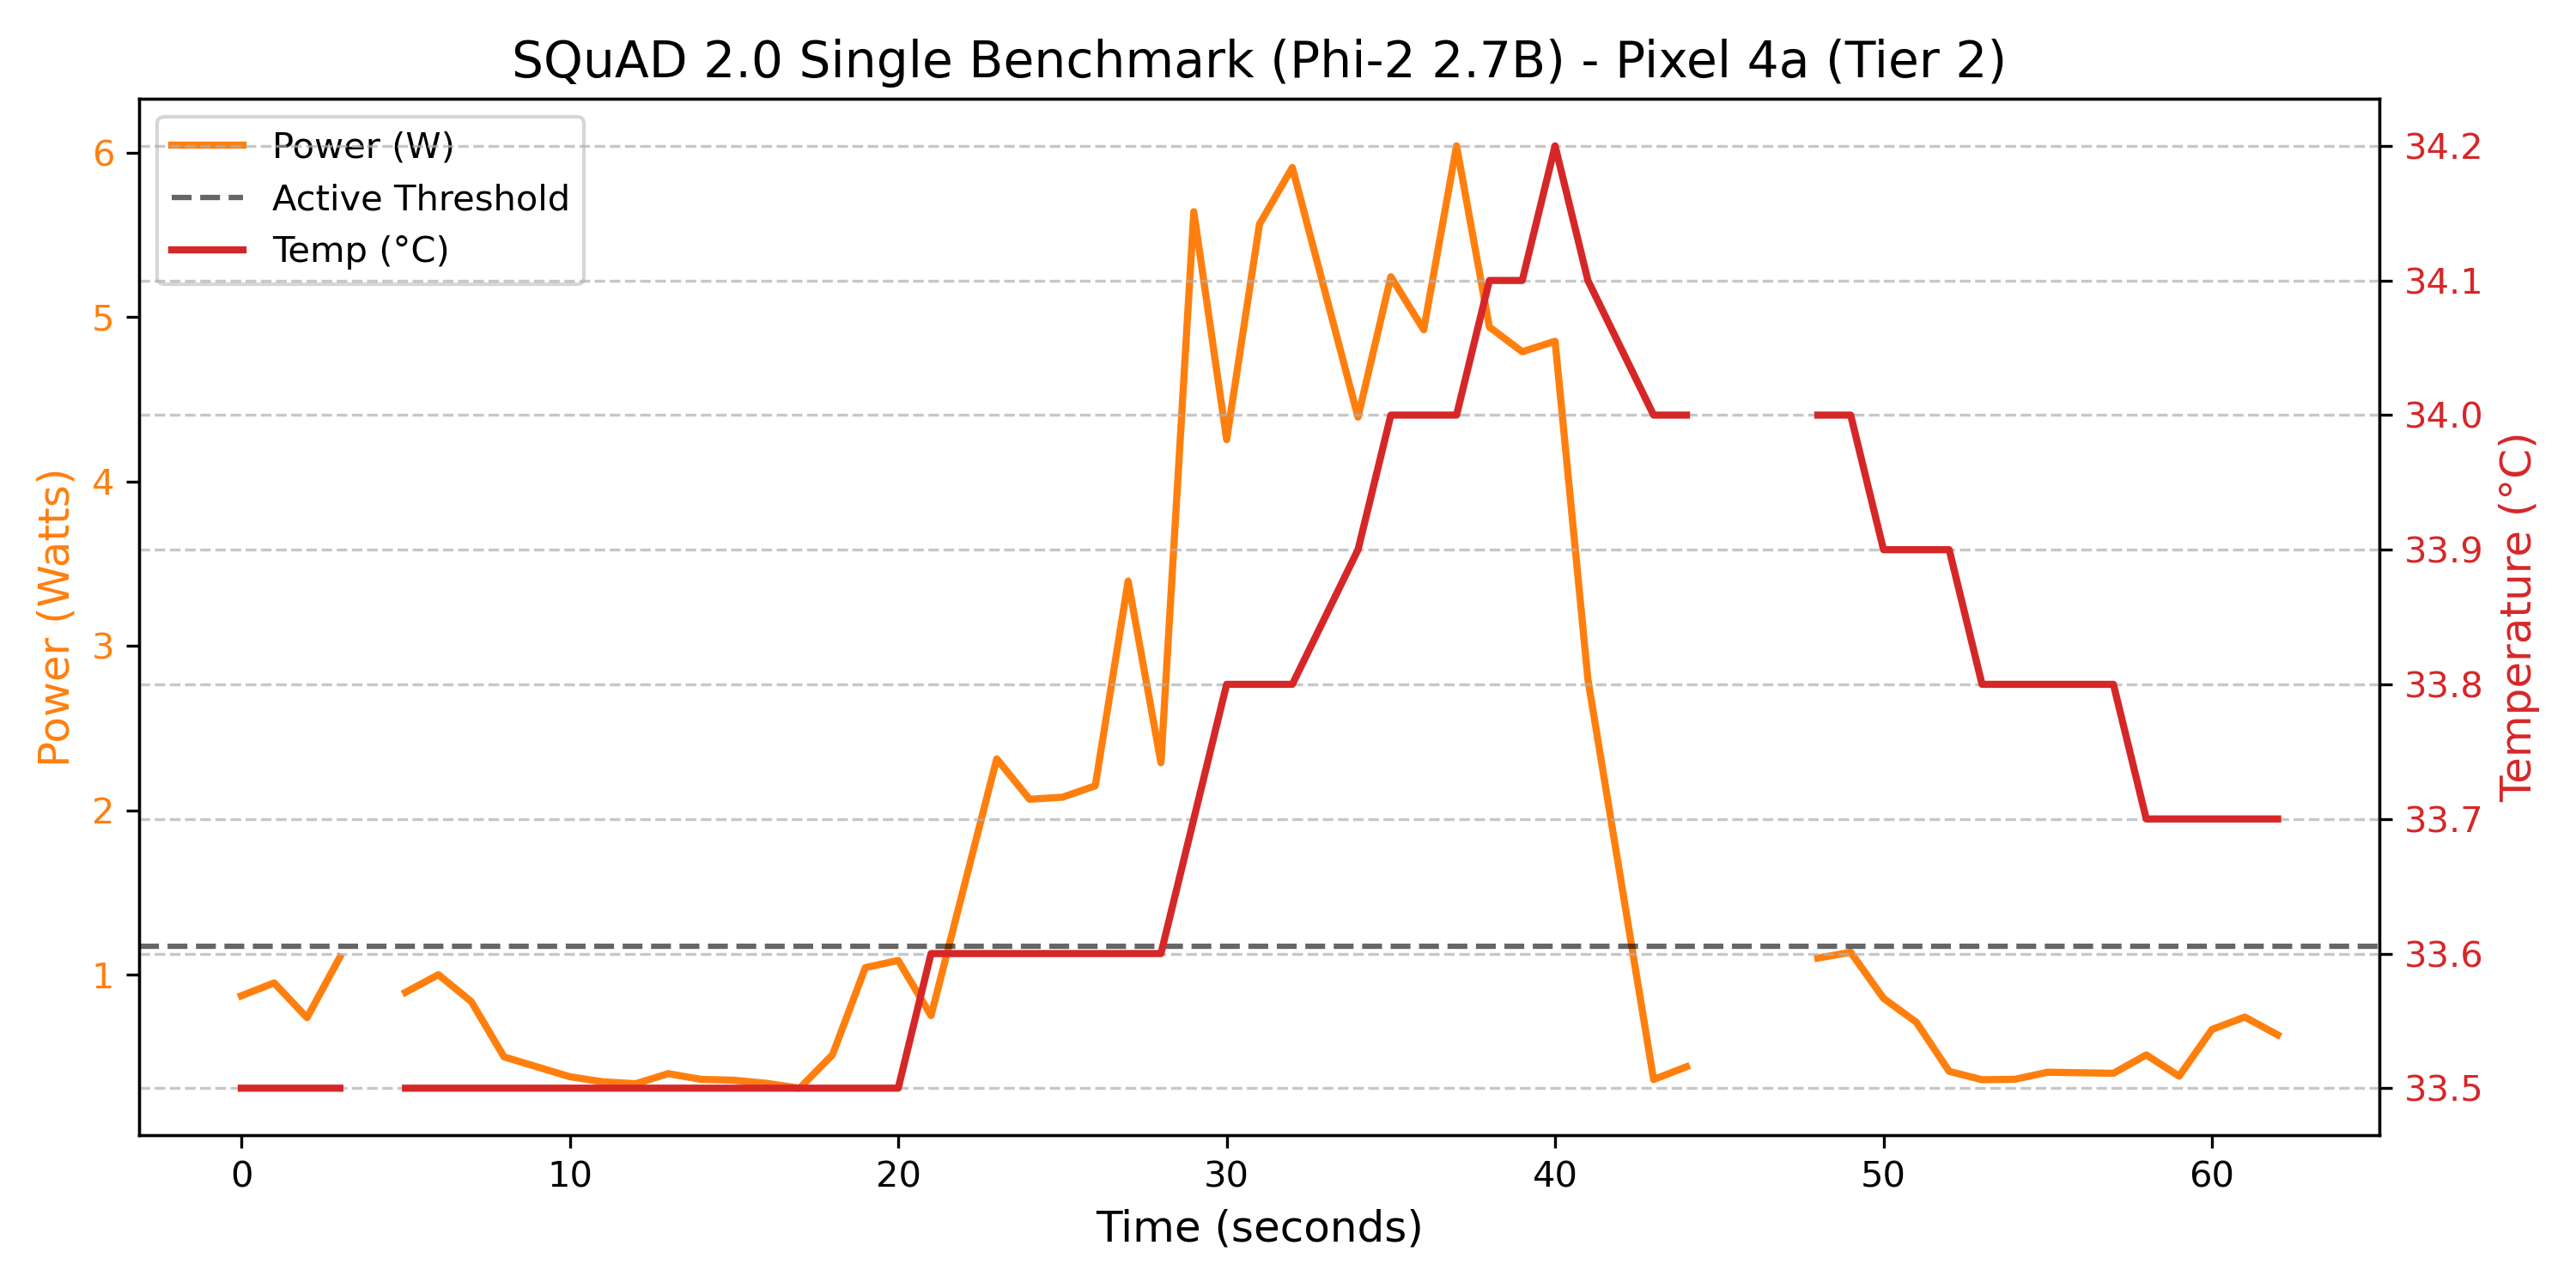 SQuAD 2.0 Single Benchmark (Phi-2 2.7B) - Pixel 4a (Tier 2)
Power (W)
Active Threshold
Temp (°C)
6
5
4
3
2
1
Power (Watts)
34.2
34.1
34.0
33.9
33.8
33.7
33.6
33.5
Temperature (°C)
0 10 20 30 40 50 60
Time (seconds)